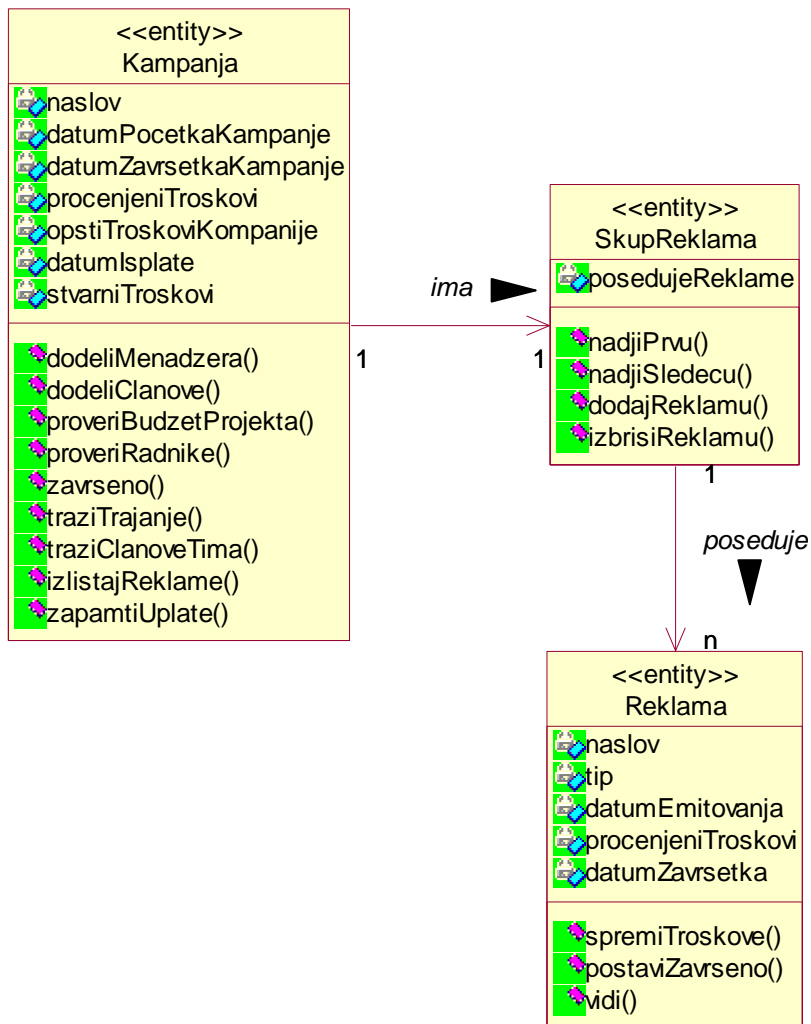 <<entity>>
Kampanja
naslov
datumPocetkaKampanje
datumZavrsetkaKampanje
procenjeniTroskovi
opstiTroskoviKompanije
datumIsplate
stvarniTroskovi
dodeliMenadzera()
dodeliClanove()
proveriBudzetProjekta()
proveriRadnike()
zavrseno()
traziTrajanje()
traziClanoveTima()
izlistajReklame()
zapamtiUplate()
ima
1
1
<<entity>>
SkupReklama
posedujeReklame
nadjiPrvu()
nadjiSledecu()
dodajReklamu()
izbrisiReklamu()
1
poseduje
n
<<entity>>
Reklama
naslov
tip
datumEmitovanja
procenjeniTroskovi
datumZavrsetka
spremiTroskove()
postaviZavrseno()
vidi()